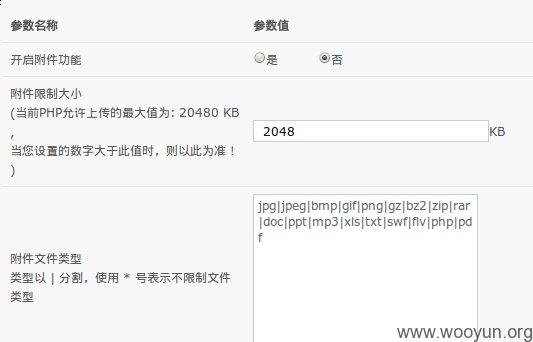 参数名称 参数值
开启附件功能 是 否
附件限制大小
(当前PHP允许上传的最大值为: 20480 KB
,
当您设置的数字大于此值时，则以此为准！
)
2048 KB
附件文件类型
类型以 | 分割，使用 * 号表示不限制文件
类型
jpg|jpeg|bmp|gif|png|gz|bz2|zip|rar
|doc|ppt|mp3|xls|txt|swf|flv|php|pd
f
www.wooyun.org